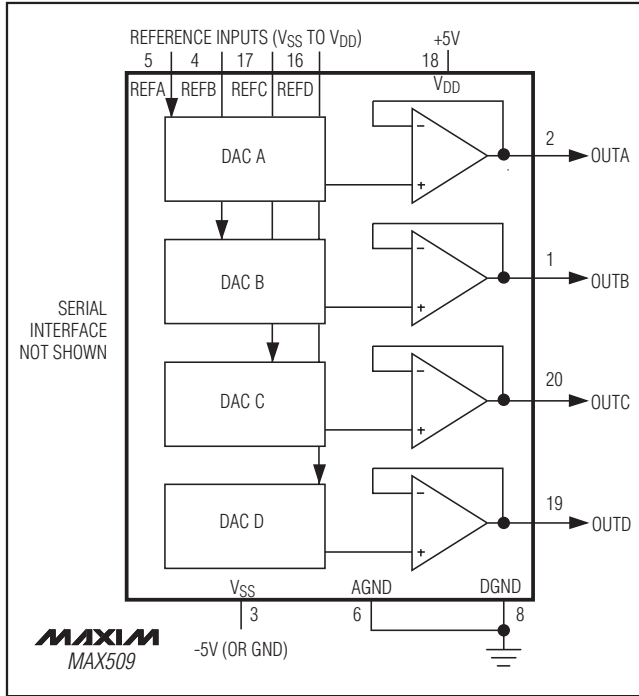 REFERENCE INPUTS (VSS TO VDD)
+5V
5 4 17 16 18
REFA REFB REFC REFD VDD
DAC A
−
+
2
OUTA
DAC B
−
+
1
OUTB
SERIAL
INTERFACE
NOT SHOWN
DAC C
−
+
20
OUTC
DAC D
−
+
19
OUTD
VSS AGND DGND
3 6 8
-5V (OR GND)
MAXIM
MAX509